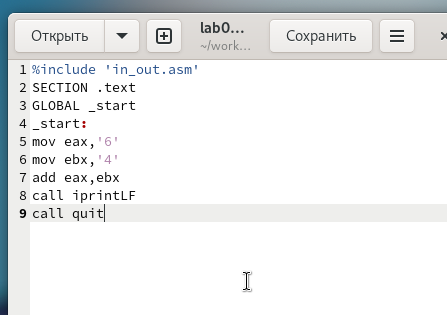 Открыть
lab0...
~/work...
Сохранить
1 %include 'in_out.asm'
2 SECTION .text
3 GLOBAL _start
4 _start:
5 mov eax,'6'
6 mov ebx,'4'
7 add eax,ebx
8 call iprintLF
9 call quit